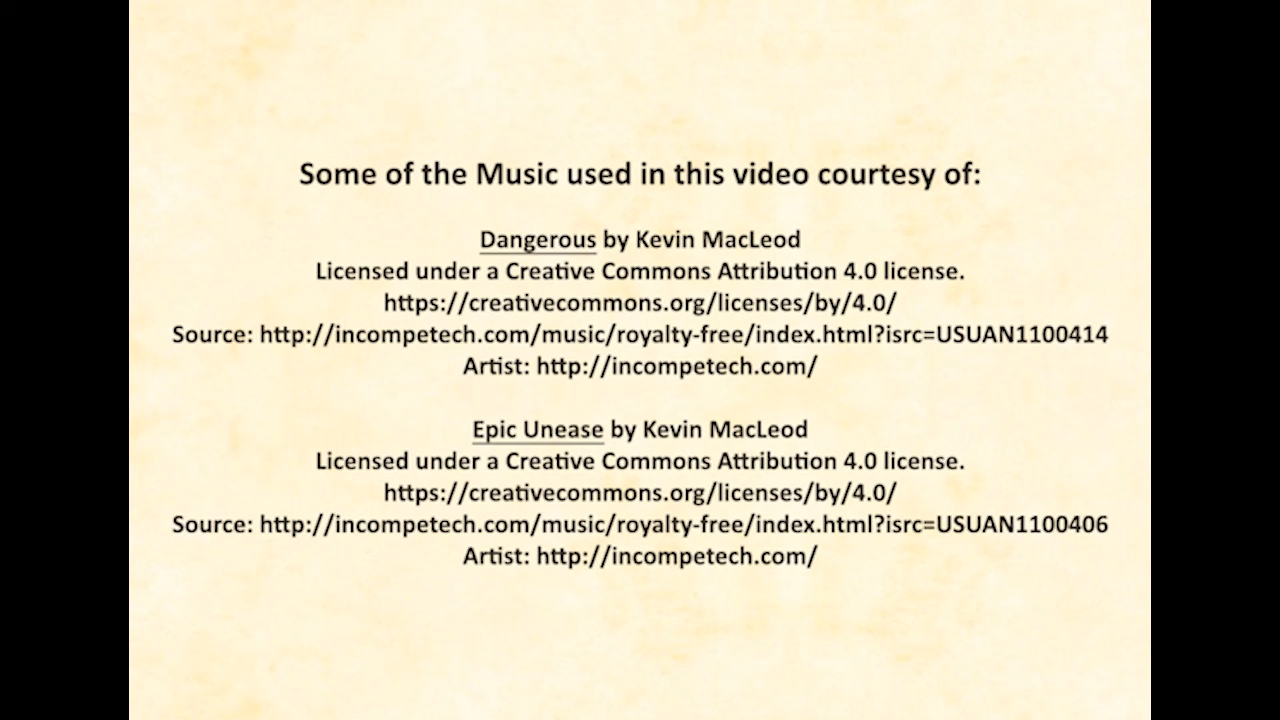 Some of the Music used in this video courtesy of:
Dangerous by Kevin MacLeod
Licensed under a Creative Commons Attribution 4.0 license.
https://creativecommons.org/licenses/by/4.0/
Source: http://incompetech.com/music/royalty-free/index.html?isrc=USUAN1100414
Artist: http://incompetech.com/
Epic Unease by Kevin MacLeod
Licensed under a Creative Commons Attribution 4.0 license.
https://creativecommons.org/licenses/by/4.0/
Source: http://incompetech.com/music/royalty-free/index.html?isrc=USUAN1100406
Artist: http://incompetech.com/